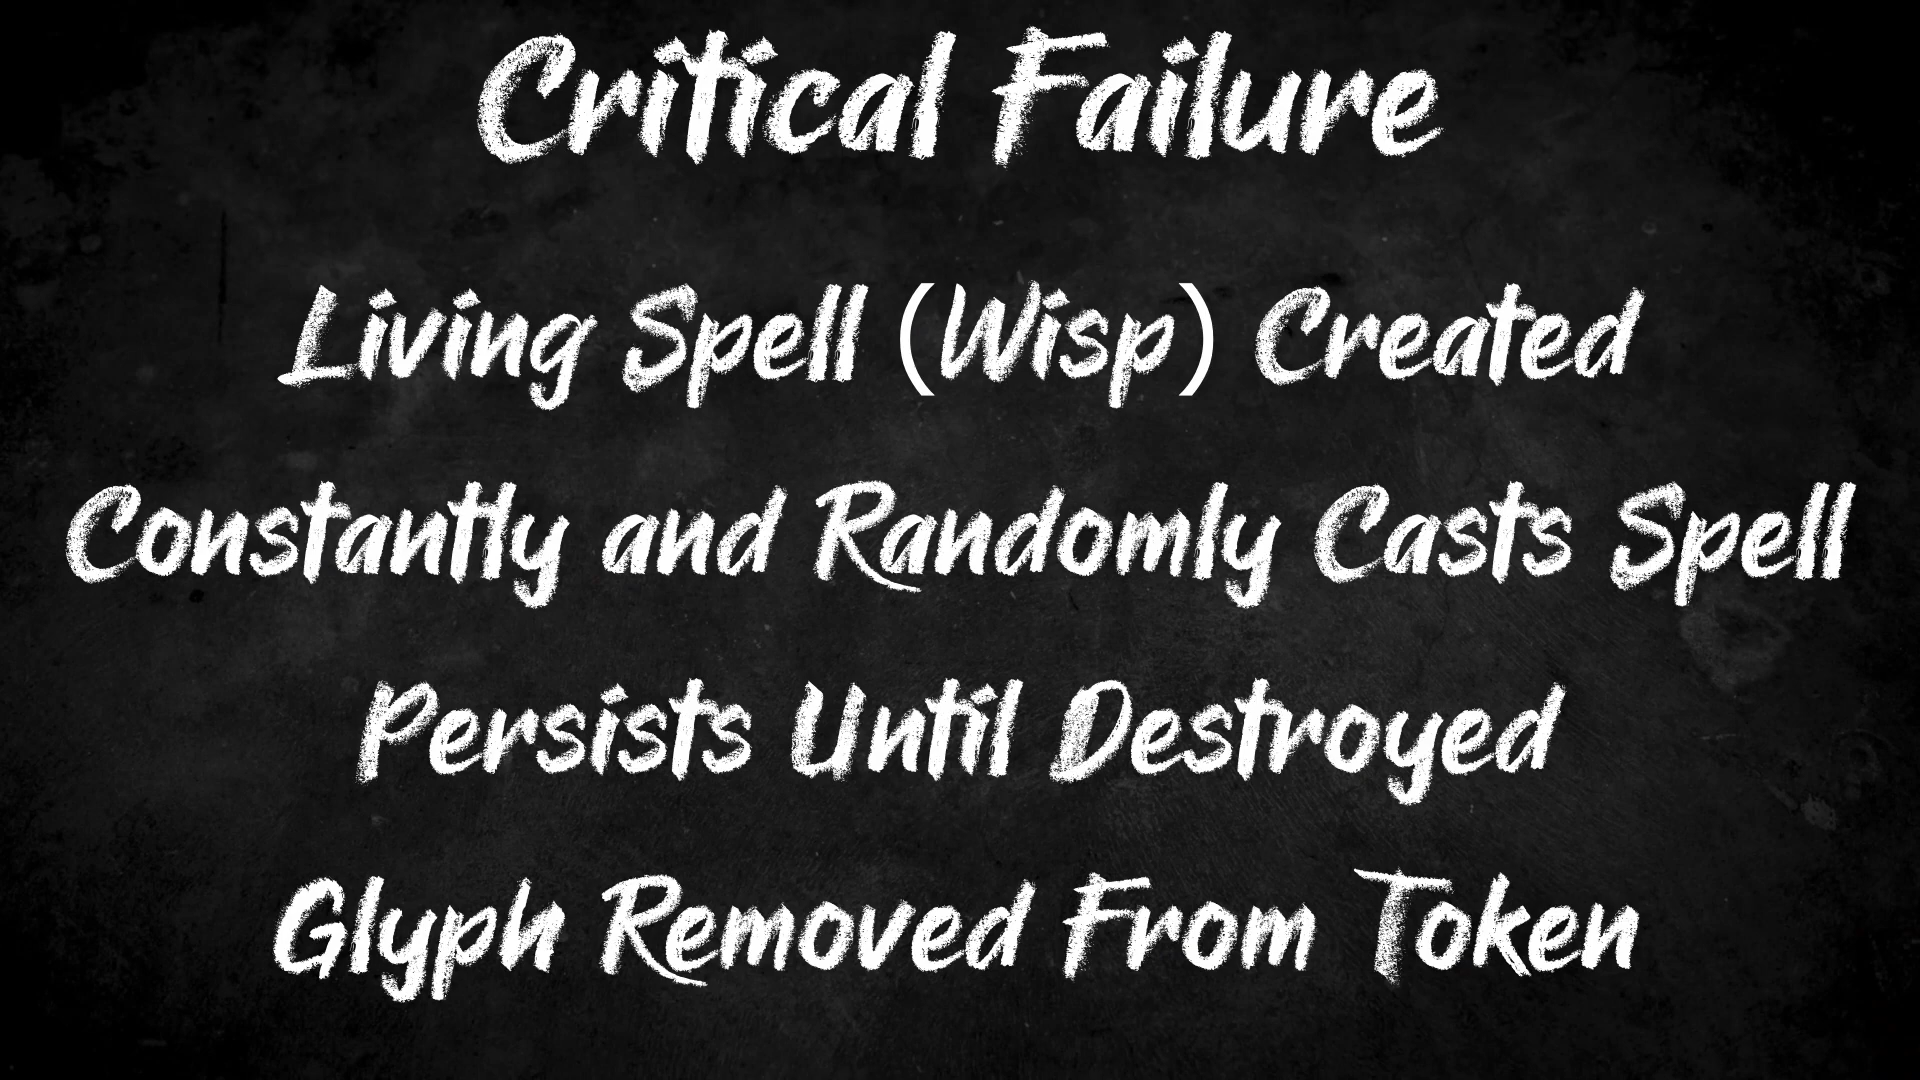 Critical Failure
Living Spell (Wisp) Created
Constantly and Randomly Casts Spell
Persists Until Destroyed
Glyph Removed From Token